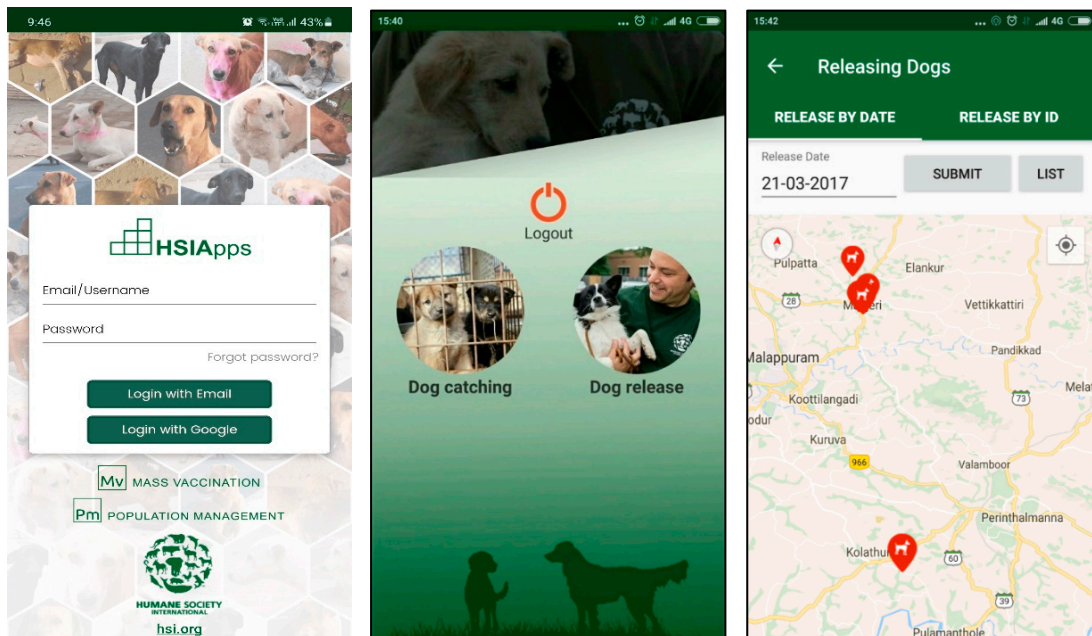 9:46
43%
HSIApps
Email/Username
Password
Forgot password?
Login with Email
Login with Google
Mv MASS VACCINATION
Pm POPULATION MANAGEMENT
HUMANE SOCIETY
INTERNATIONAL
hsi.org
15:40
... 4G
Logout
Dog catching
Dog release
15:42
... 4G
Releasing Dogs
RELEASE BY DATE
RELEASE BY ID
Release Date
21-03-2017
SUBMIT
LIST
Pulpatta
Elankur
28
Vettikkattiri
Malappuram
Pandikkad
Koottilangadi
73
Kuruva
966
Valamboor
Perinthalmanna
60
39
Pulamanthole